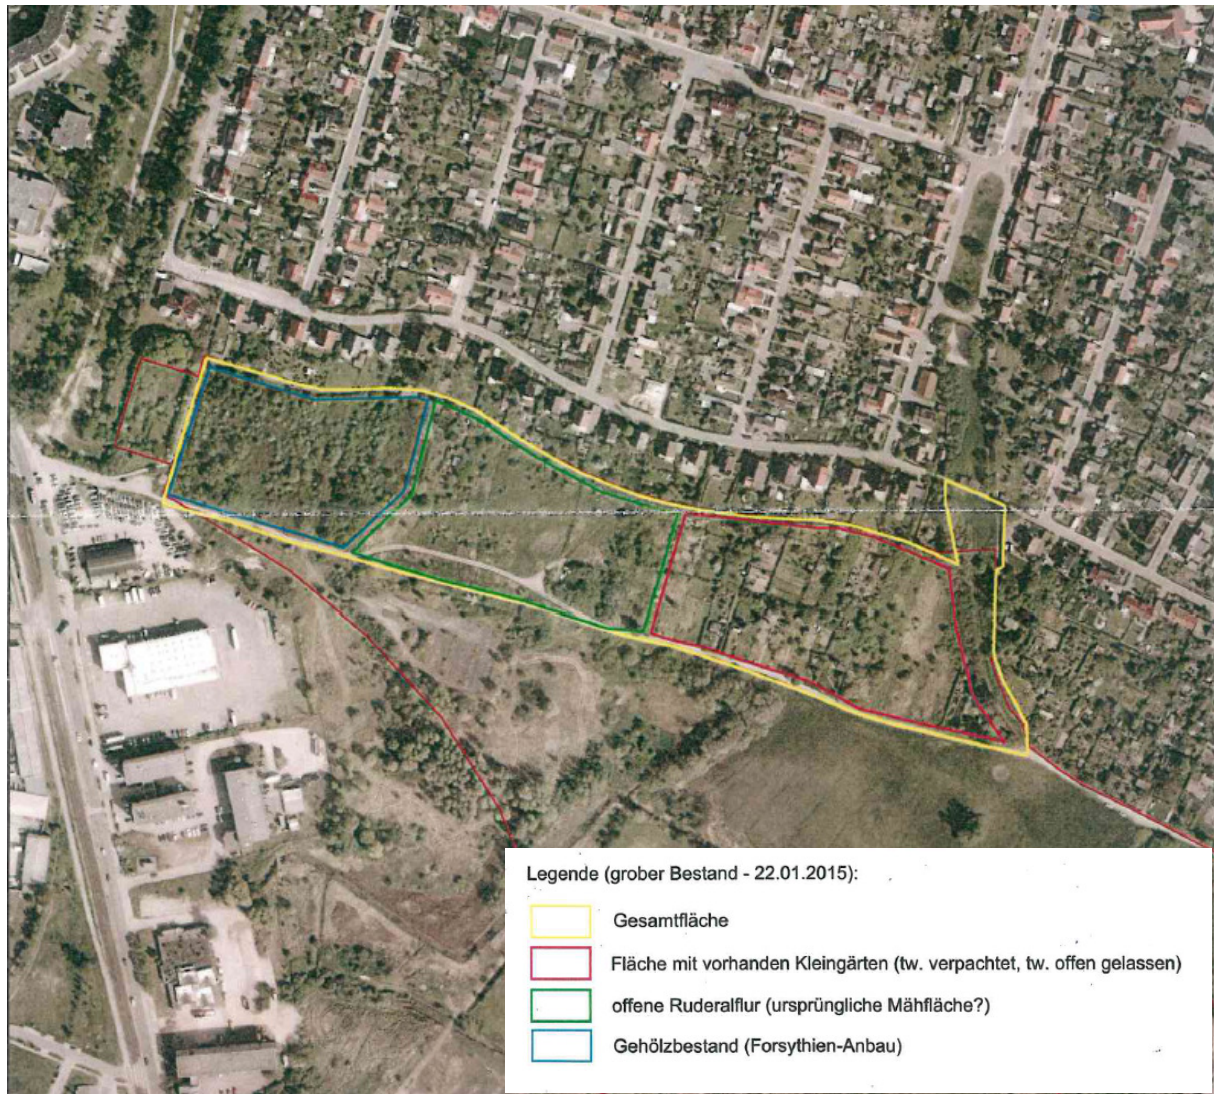 Legende (grober Bestand - 22.01.2015):
Gesamtfläche
Fläche mit vorhanden Kleingärten (tw. verpachtet, tw. offen gelassen)
offene Ruderalflur (ursprüngliche Mähfläche?)
Gehölzbestand (Forsythien-Anbau)